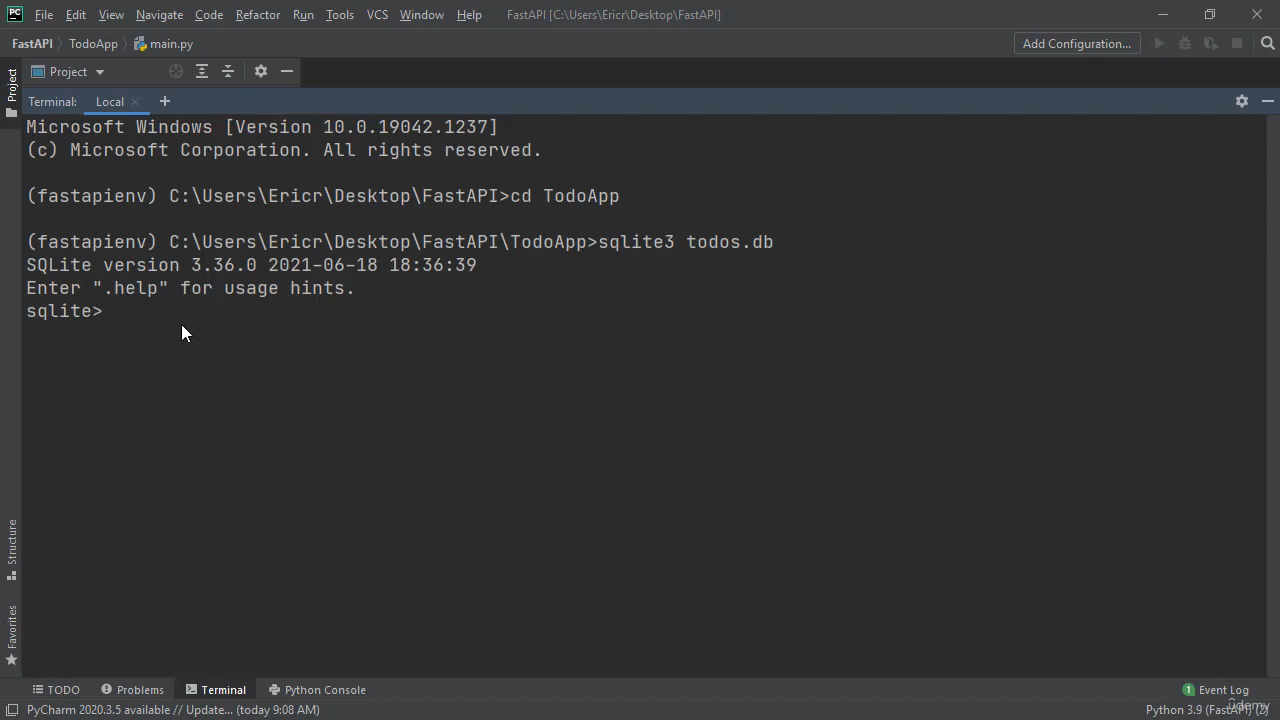 PC File Edit View Navigate Code Refactor Run Tools VCS Window Help FastAPI [C:\Users\Ericr\Desktop\FastAPI]
FastAPI TodoApp main.py Add Configuration...
Project Project
Terminal: Local
Microsoft Windows [Version 10.0.19042.1237]
(c) Microsoft Corporation. All rights reserved.
(fastapienv) C:\Users\Ericr\Desktop\FastAPI>cd TodoApp
(fastapienv) C:\Users\Ericr\Desktop\FastAPI\TodoApp>sqlite3 todos.db
SQLite version 3.36.0 2021-06-18 18:36:39
Enter ".help" for usage hints.
sqlite>
Structure
Favorites
TODO Problems Terminal Python Console 1 Event Log
PyCharm 2020.3.5 available // Update... (today 9:08 AM) Python 3.9 (FastAPI) (2)
Udemy